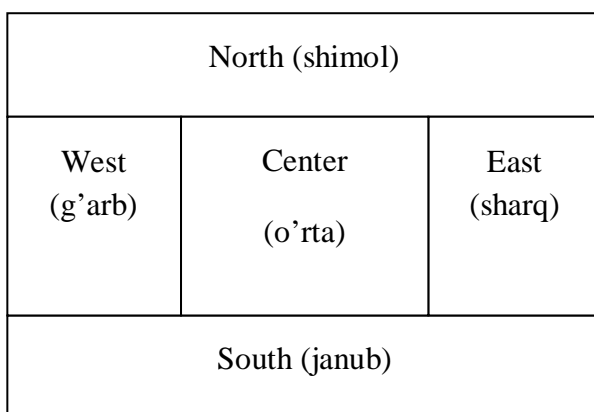 North (shimol)
West
(g’arb)
Center
(o’rta)
East
(sharq)
South (janub)